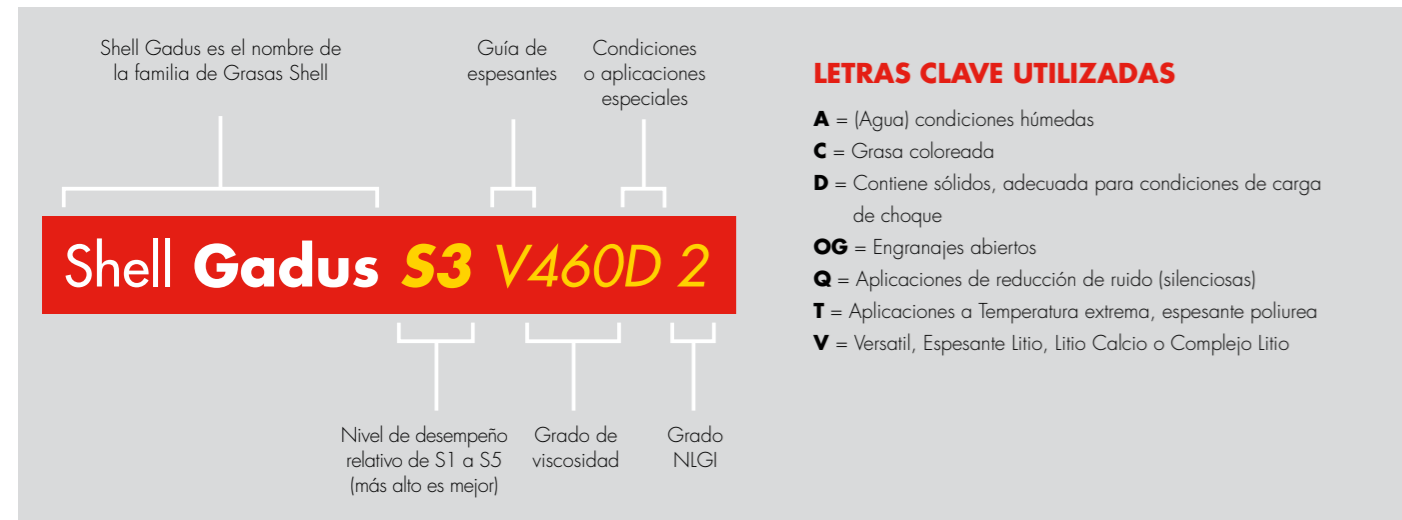 Shell Gadus es el nombre de
la familia de Grasas Shell
Guía de
espesantes
Condiciones
o aplicaciones
especiales
Shell Gadus S3 V460D 2
Nivel de desempeño
relativo de S1 a S5
(más alto es mejor)
Grado de
viscosidad
Grado
NLGI
LETRAS CLAVE UTILIZADAS
A = (Agua) condiciones húmedas
C = Grasa coloreada
D = Contiene sólidos, adecuada para condiciones de carga
de choque
OG = Engranajes abiertos
Q = Aplicaciones de reducción de ruido (silenciosas)
T = Aplicaciones a Temperatura extrema, espesante poliurea
V = Versatil, Espesante Litio, Litio Calcio o Complejo Litio